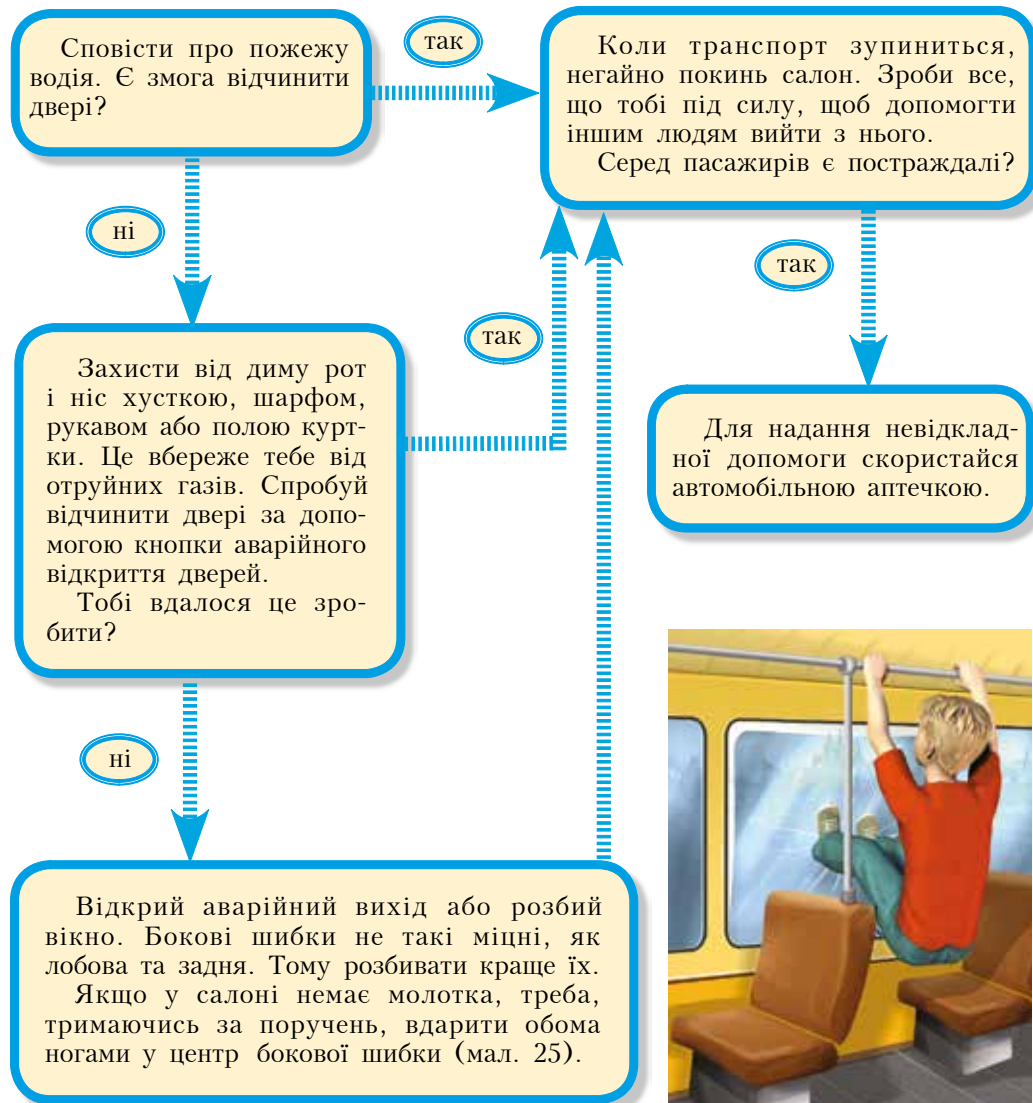 Сповісти про пожежу
водія. Є змога відчинити
двері?
так
Коли транспорт зупиниться,
негайно покинь салон. Зроби все,
що тобі під силу, щоб допомогти
іншим людям вийти з нього.
Серед пасажирів є постраждалі?
ні
так
так
Захисти від диму рот
і ніс хусткою, шарфом,
рукавом або полою курт-
ки. Це вбереже тебе від
отруйних газів. Спробуй
відчинити двері за допо-
могою кнопки аварійного
відкриття дверей.
Тобі вдалося це зро-
бити?
Для надання невідклад-
ної допомоги скористайся
автомобільною аптечкою.
ні
Відкрий аварійний вихід або розбий
вікно. Бокові шибки не такі міцні, як
лобова та задня. Тому розбивати краще їх.
Якщо у салоні немає молотка, треба,
тримаючись за поручень, вдарити обома
ногами у центр бокової шибки (мал. 25).